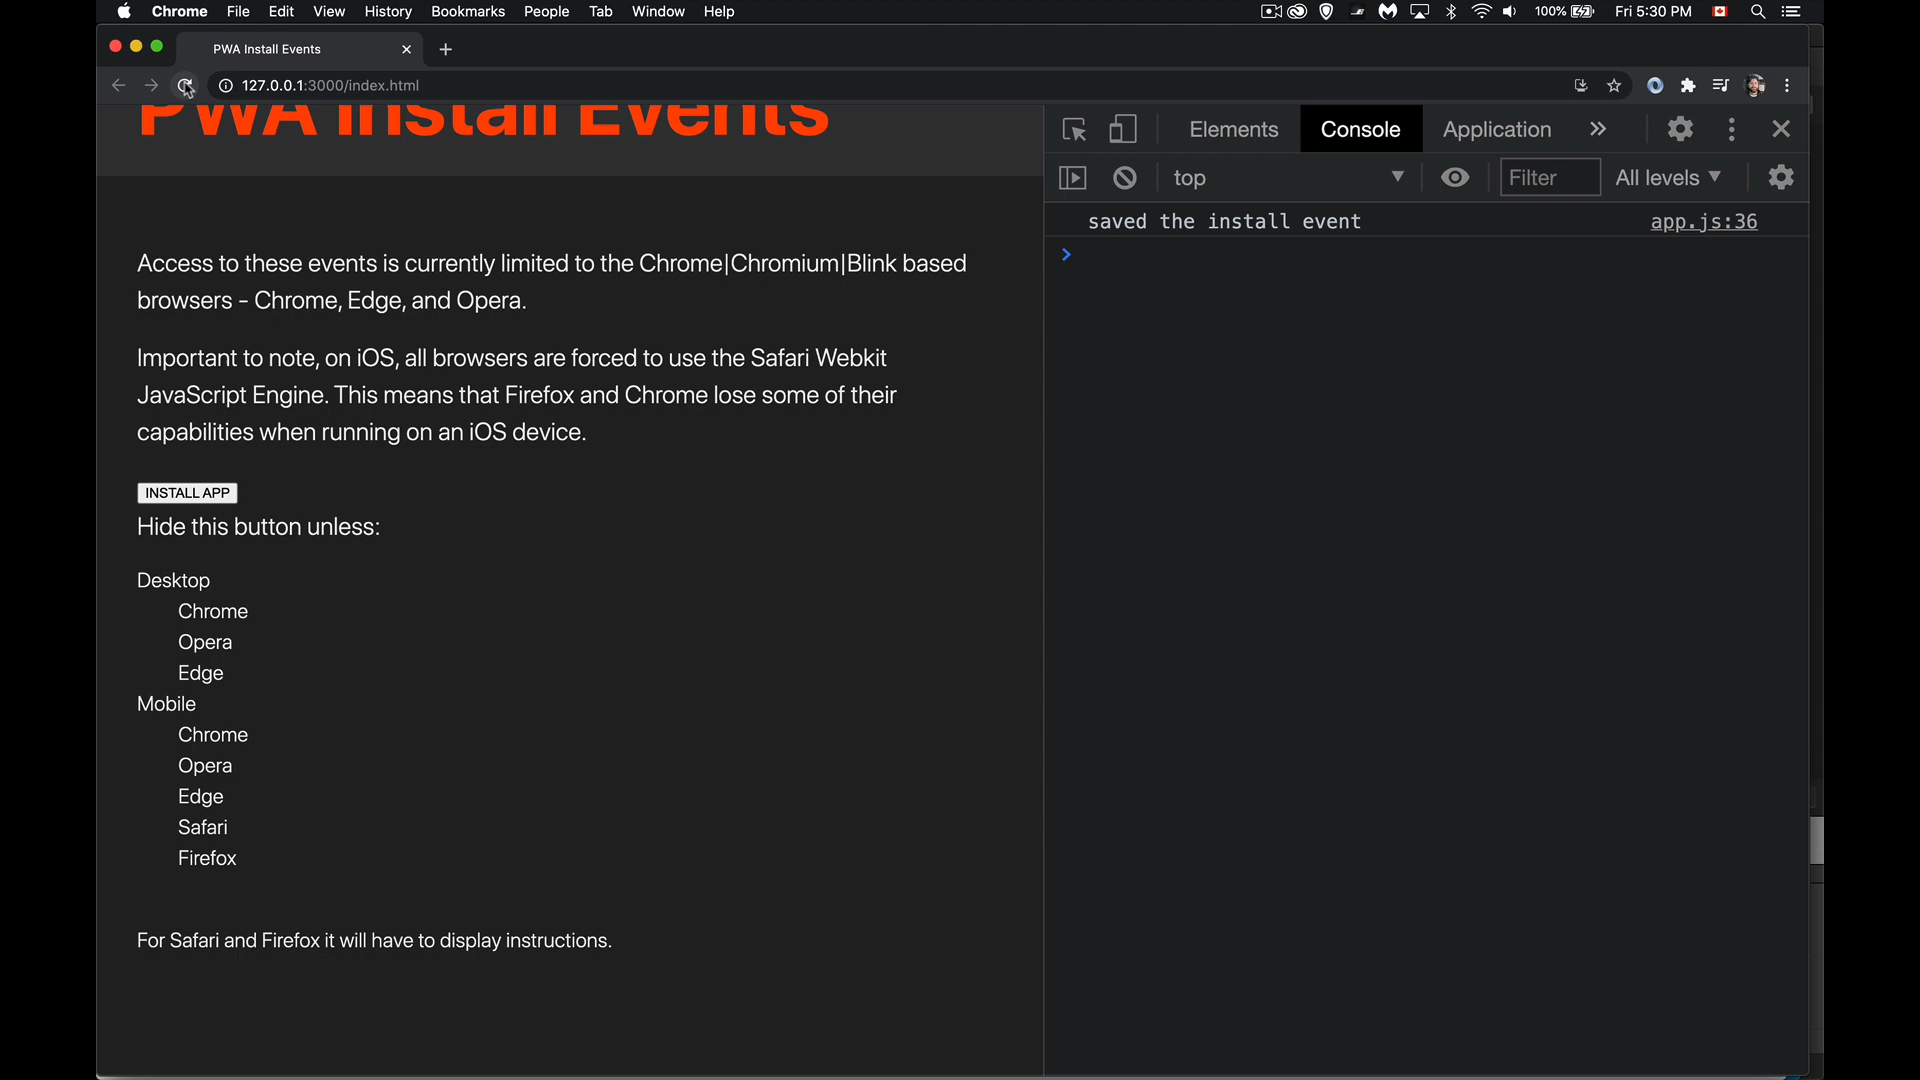 Chrome File Edit View History Bookmarks People Tab Window Help 100% Fri 5:30 PM
PWA Install Events
127.0.0.1:3000/index.html
PWA Install Events
Elements Console Application
top Filter All levels
saved the install event app.js:36
Access to these events is currently limited to the Chrome|Chromium|Blink based
browsers - Chrome, Edge, and Opera.
Important to note, on iOS, all browsers are forced to use the Safari Webkit
JavaScript Engine. This means that Firefox and Chrome lose some of their
capabilities when running on an iOS device.
INSTALL APP
Hide this button unless:
Desktop
Chrome
Opera
Edge
Mobile
Chrome
Opera
Edge
Safari
Firefox
For Safari and Firefox it will have to display instructions.